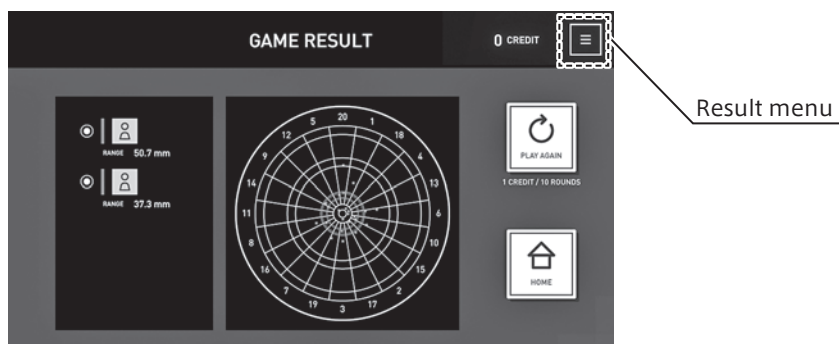 GAME RESULT
0 CREDIT
Result menu
RANGE 50.7 mm
RANGE 37.3 mm
20
1
18
4
13
6
10
15
2
17
3
19
7
16
8
11
14
9
12
5
PLAY AGAIN
1 CREDIT / 10 ROUNDS
HOME